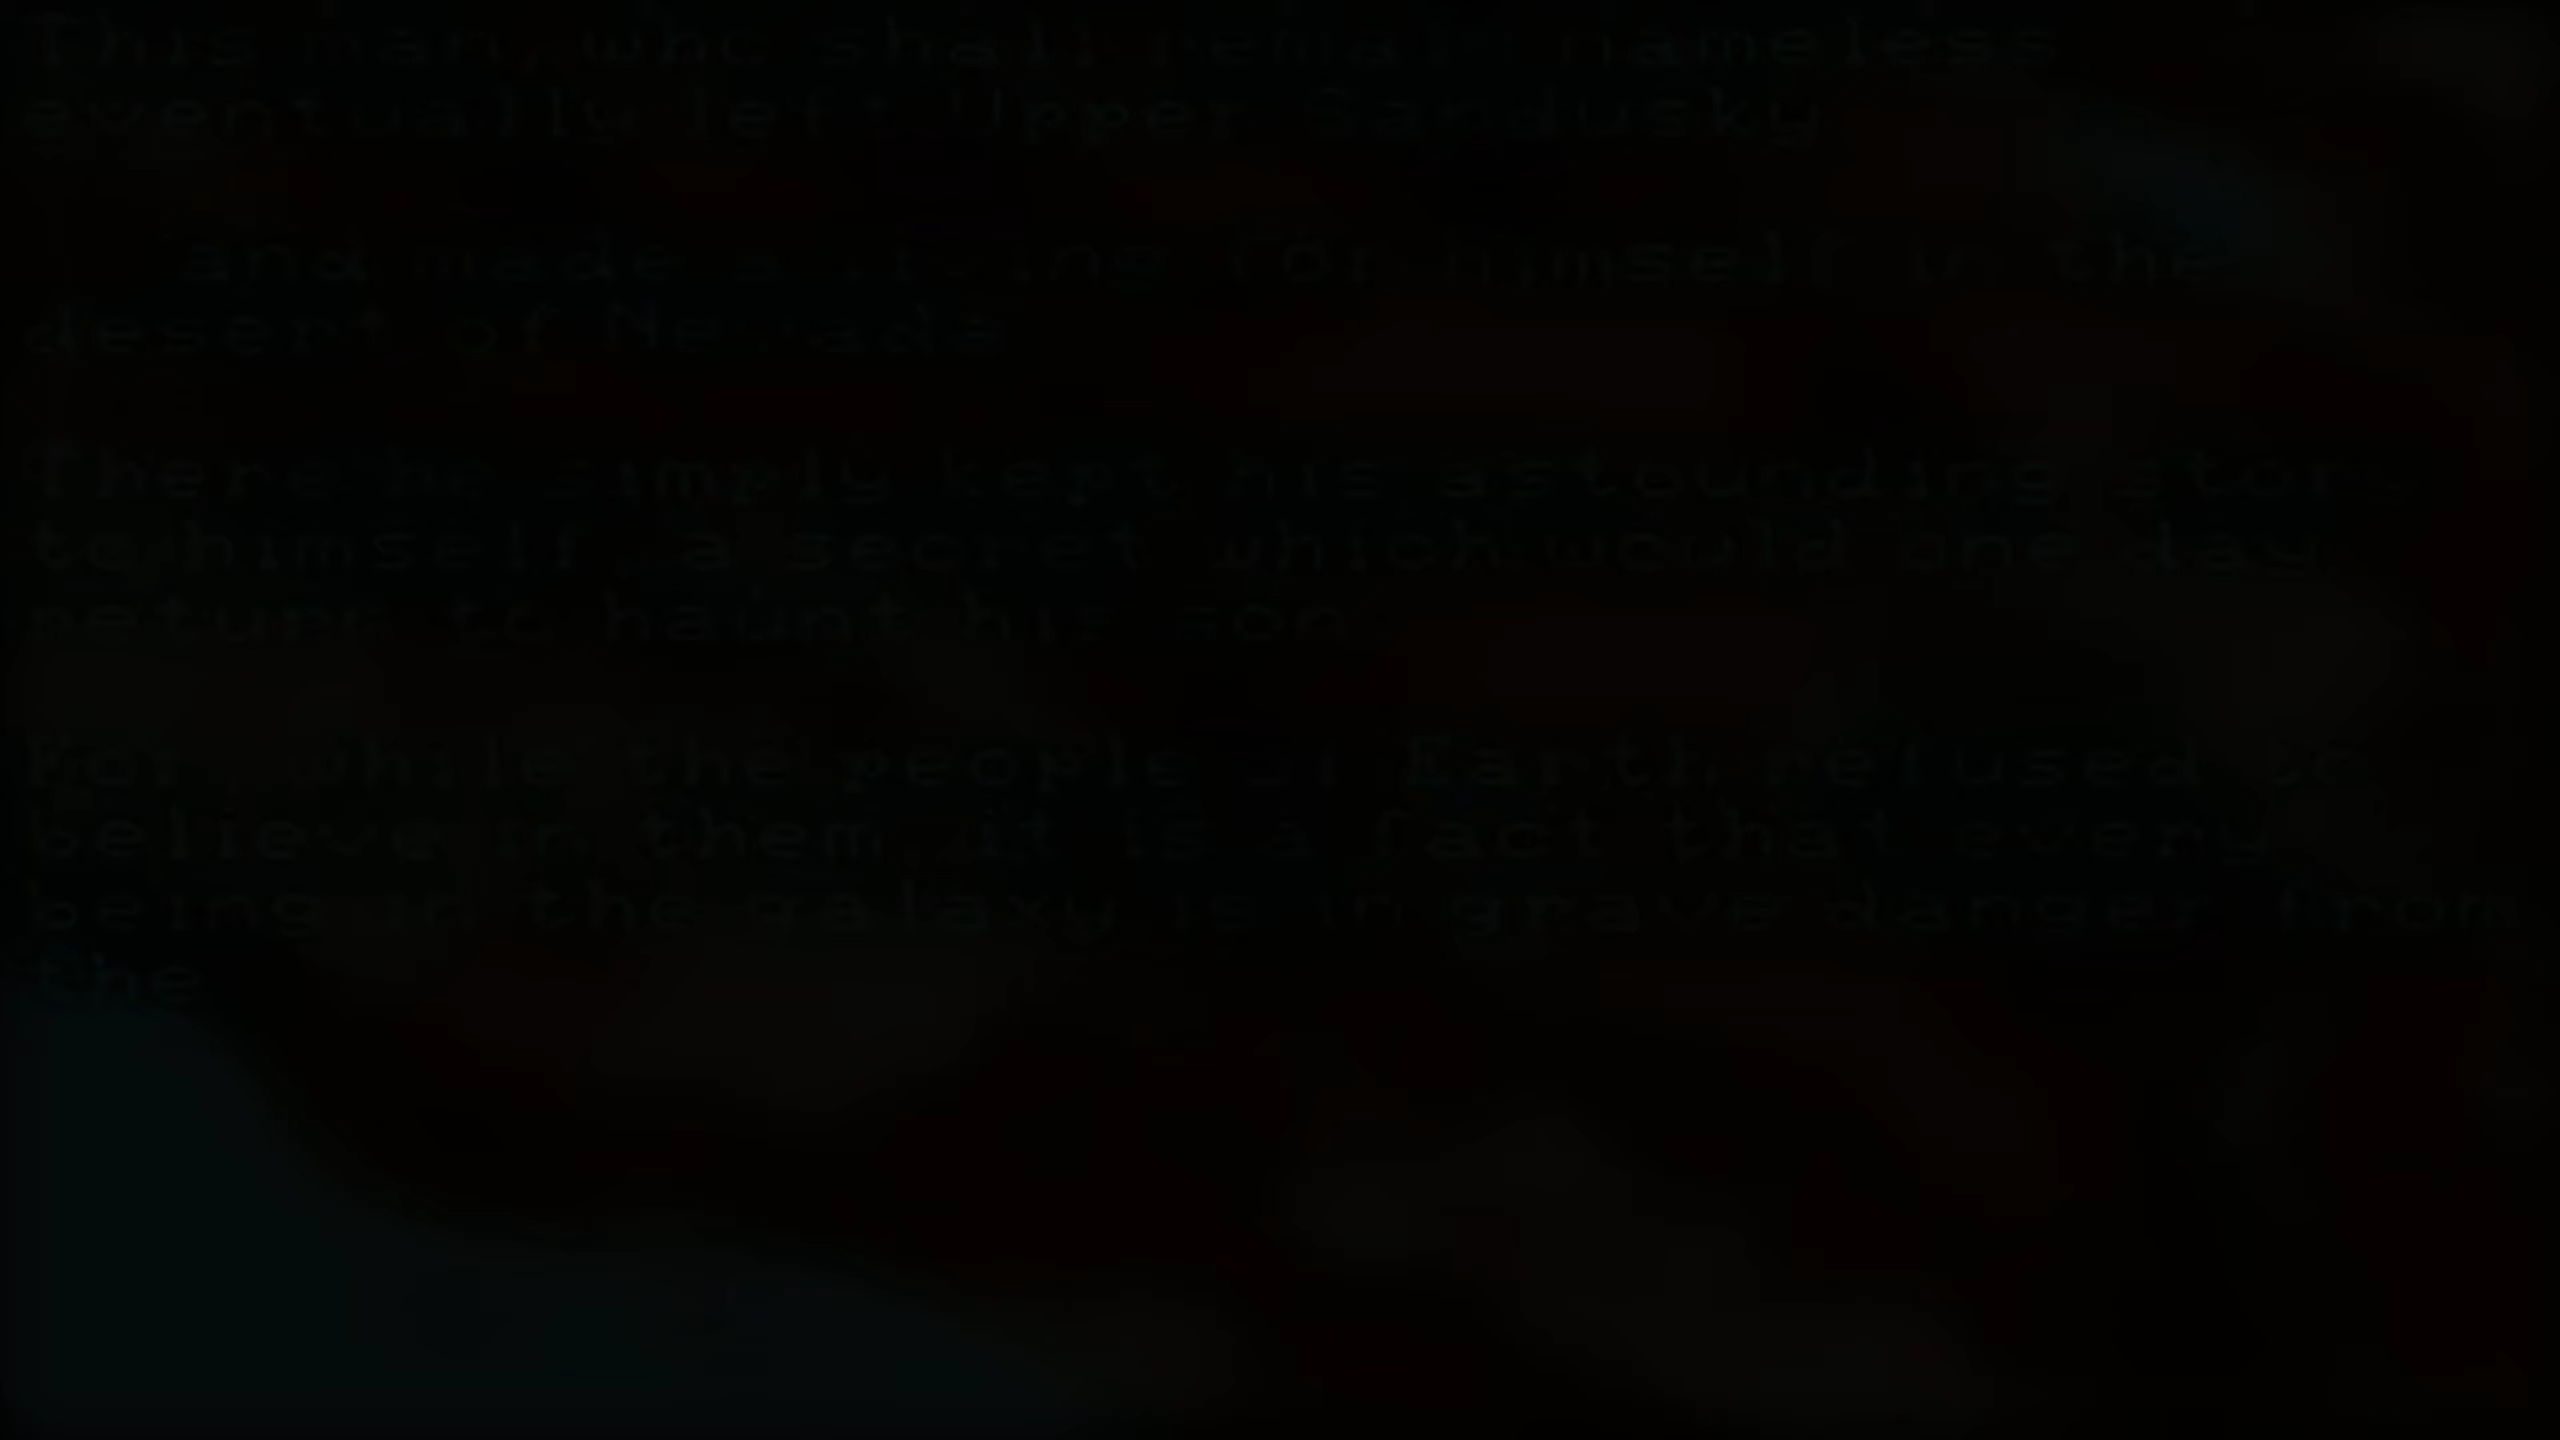 This man, who shall remain nameless
eventually left Upper Sandusky
and made a living for himself in the
desert of Nevada
There he simply kept his astounding story
to himself, a secret which would one day
return to haunt his son
For, while the people of Earth refused to
believe in them, it is a fact that every
being in the galaxy is in grave danger from
the